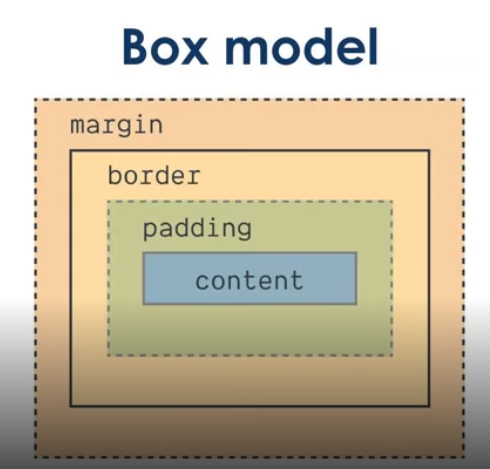 Box model
margin
border
padding
content